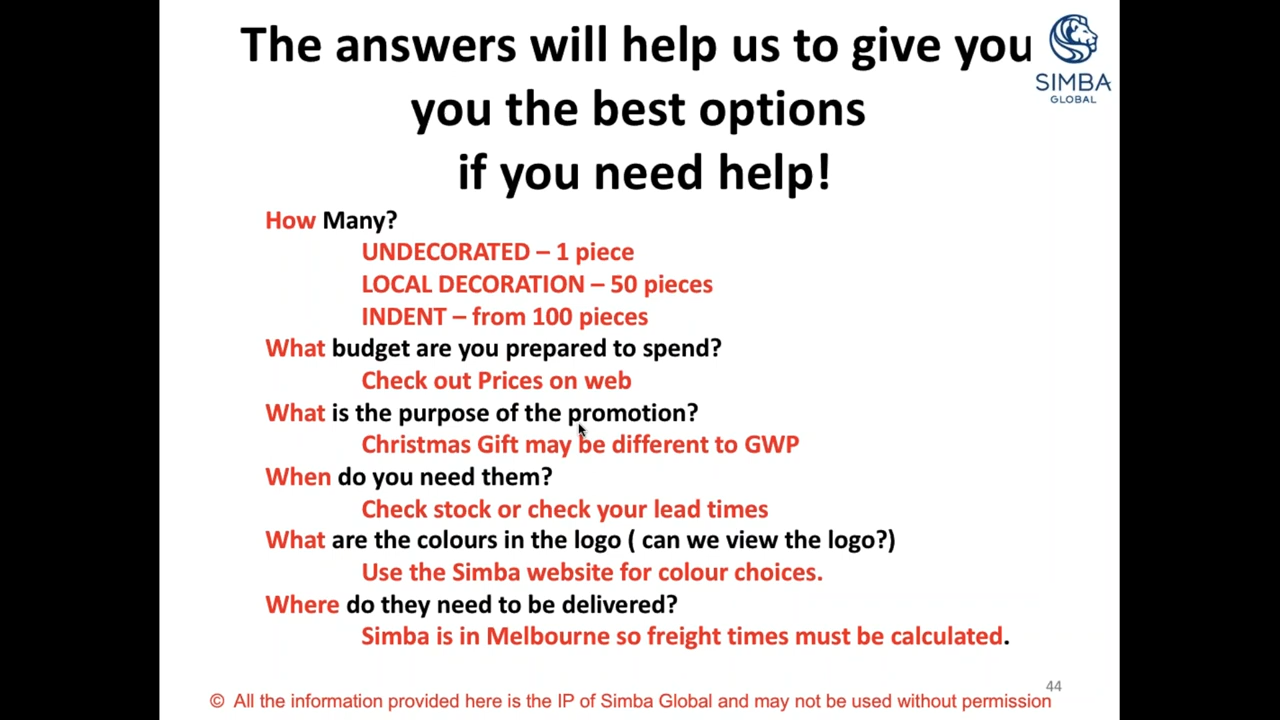 The answers will help us to give you
you the best options
if you need help!
SIMBA
GLOBAL
How Many?
UNDECORATED – 1 piece
LOCAL DECORATION – 50 pieces
INDENT – from 100 pieces
What budget are you prepared to spend?
Check out Prices on web
What is the purpose of the promotion?
Christmas Gift may be different to GWP
When do you need them?
Check stock or check your lead times
What are the colours in the logo ( can we view the logo?)
Use the Simba website for colour choices.
Where do they need to be delivered?
Simba is in Melbourne so freight times must be calculated.
44
© All the information provided here is the IP of Simba Global and may not be used without permission